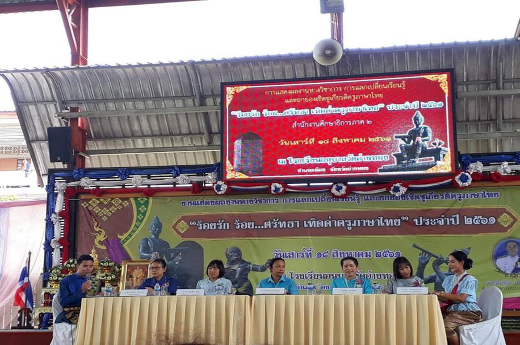 การแสดงผลงานทางวิชาการ การแลกเปลี่ยนเรียนรู้
และยกย่องเชิดชูเกียรติครูภาษาไทย
"ร้อยรัก ร้อย...ศรัทธา เทิดค่าครูภาษาไทย" ประจำปี ๒๕๖๑
สำนักงานศึกษาธิการภาค ๒
วันเสาร์ที่ ๑๘ สิงหาคม ๒๕๖๑
ณ โรงเรียน
การแสดงผลงานทางวิชาการ การแลกเปลี่ยนเรียนรู้ และยกย่องเชิดชูเกียรติครูภาษาไทย
"ร้อยรัก ร้อย...ศรัทธา เทิดค่าครูภาษาไทย" ประจำปี ๒๕๖๑
วันเสาร์ที่ ๑๘ สิงหาคม ๒๕๖๑
โรงเรียน